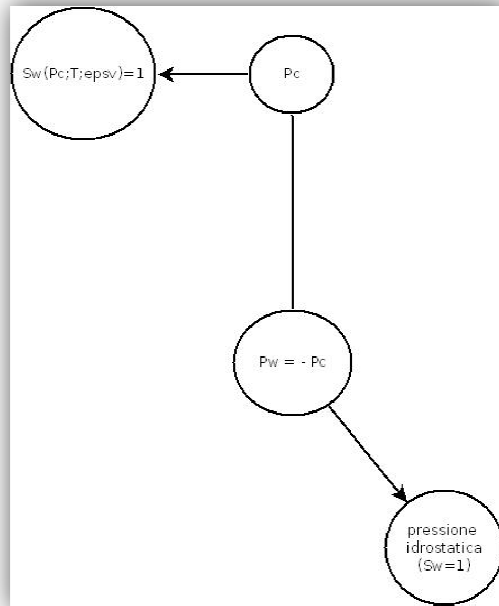 Sw(Pc;T;epsv)=1
Pc
Pw = - Pc
pressione
idrostatica
(Sw=1)